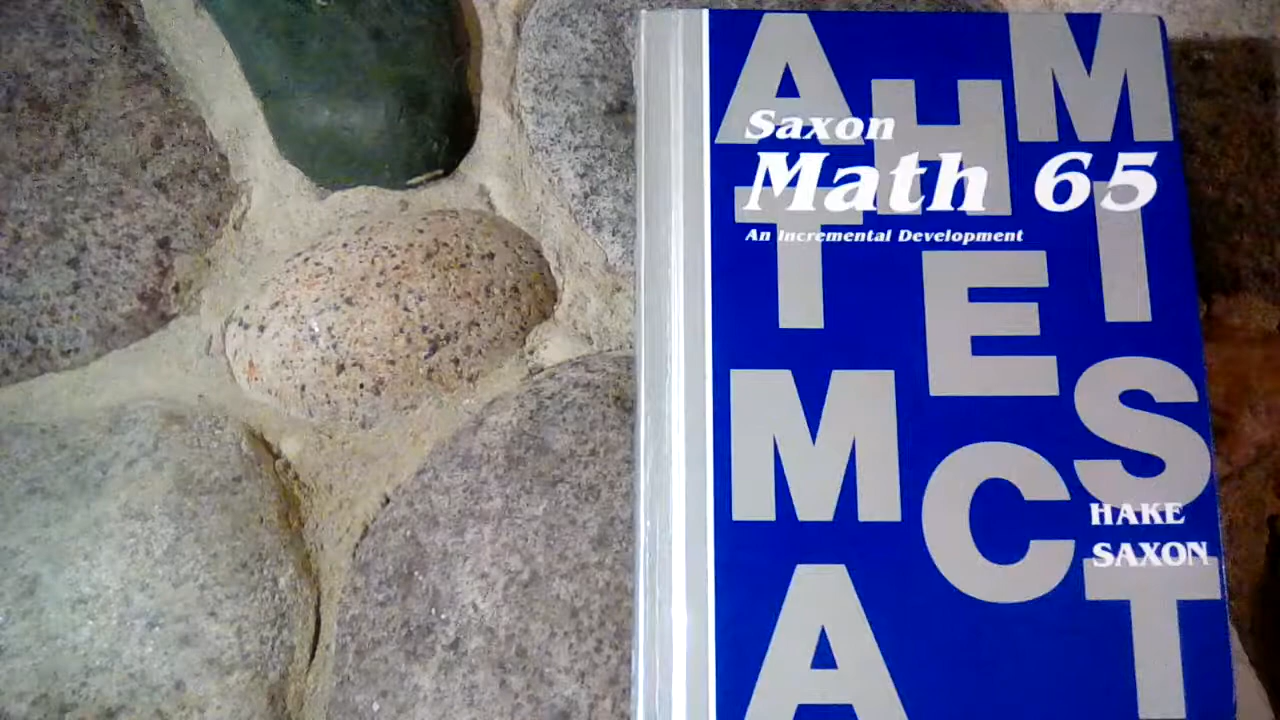 Saxon
Math 65
An Incremental Development
A H M
T E I
M C S
A T
HAKE
SAXON